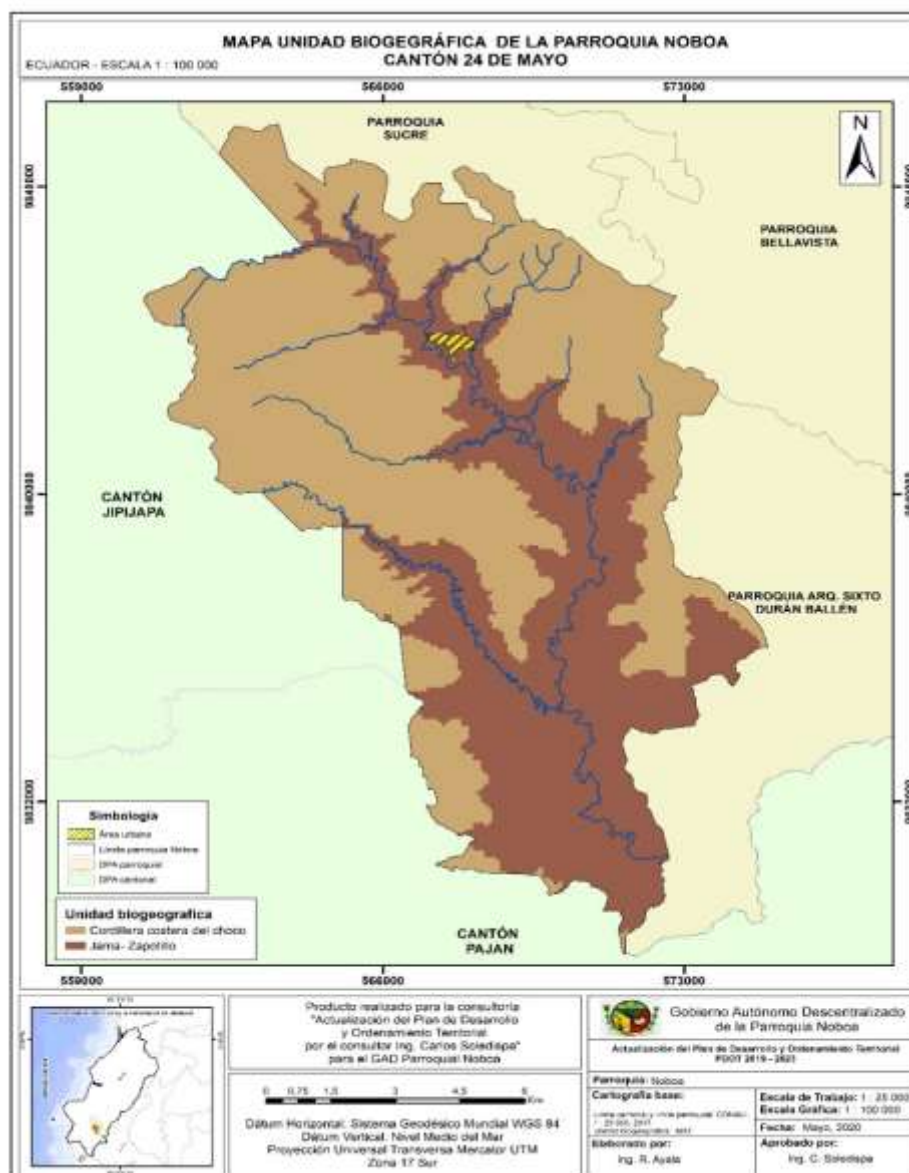 MAPA UNIDAD BIOGEGRÁFICA DE LA PARROQUIA NOBOA
CANTÓN 24 DE MAYO
ECUADOR - ESCALA 1 : 100 000
559000 566000 573000
N
PARROQUIA
SUCRE
PARROQUIA
BELLAVISTA
CANTÓN
JIPIJAPA
PARROQUIA ARQ. SIXTO
DURÁN BALLÉN
CANTÓN
PAJAN
9840000 9840000
9832000 9832000
Simbología
Área urbana
Límite parroquia Noboa
DPA parroquial
DPA cantonal
Unidad biogeografica
Cordillera costera del choco
Jama- Zapotillo
559000 566000 573000
Producto realizado para la consultoría
"Actualización del Plan de Desarrollo
y Ordenamiento Territorial
por el consultor Ing. Carlos Soledispa"
para el GAD Parroquial Noboa
0 0,75 1,5 3 4,5 6
Km
Dátum Horizontal: Sistema Geodésico Mundial WGS 84
Dátum Vertical: Nivel Medio del Mar
Proyección Universal Transversa Mercator UTM
Zona 17 Sur
Gobierno Autónomo Descentralizado
de la Parroquia Noboa
Actualización del Plan de Desarrollo y Ordenamiento Territorial
PDOT 2019 - 2023
Parroquia: Noboa
Cartografía base:
Escala de Trabajo: 1 : 25 000
Escala Gráfica: 1 : 100 000
Fecha: Mayo, 2020
Elaborado por:
Ing. R. Ayala
Aprobado por:
Ing. C. Soledispa